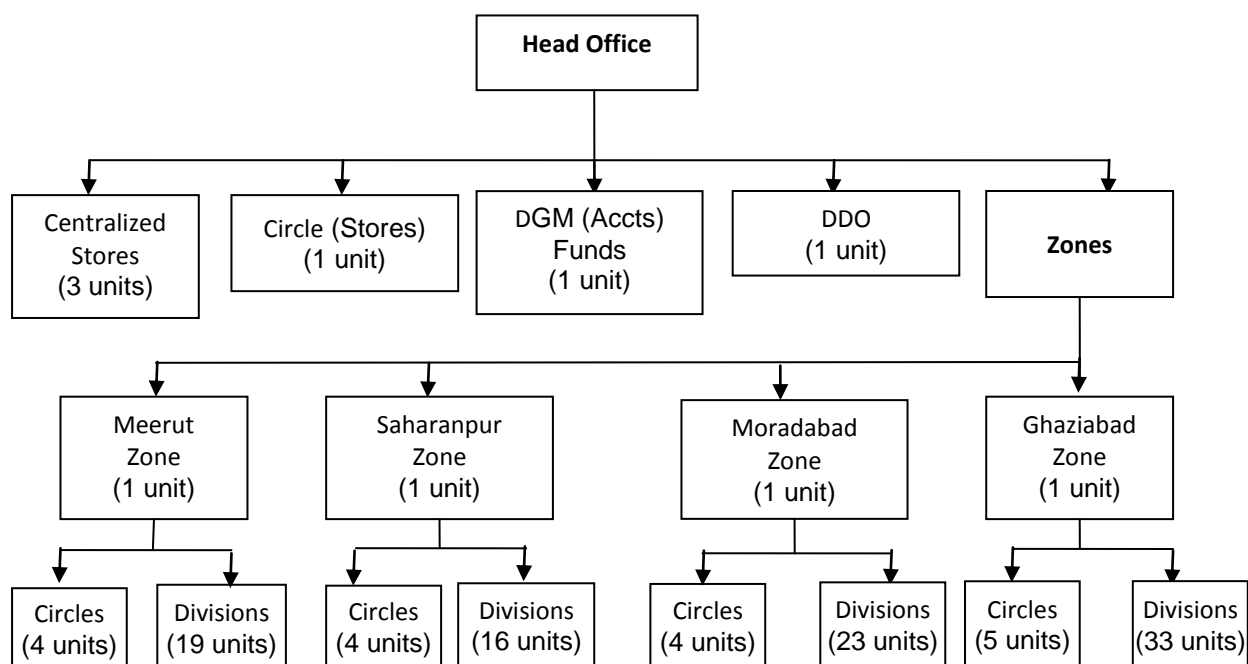 Head Office
Centralized
Stores
(3 units)
Circle (Stores)
(1 unit)
DGM (Accts)
Funds
(1 unit)
DDO
(1 unit)
Zones
Meerut
Zone
(1 unit)
Saharanpur
Zone
(1 unit)
Moradabad
Zone
(1 unit)
Ghaziabad
Zone
(1 unit)
Circles
(4 units)
Divisions
(19 units)
Circles
(4 units)
Divisions
(16 units)
Circles
(4 units)
Divisions
(23 units)
Circles
(5 units)
Divisions
(33 units)